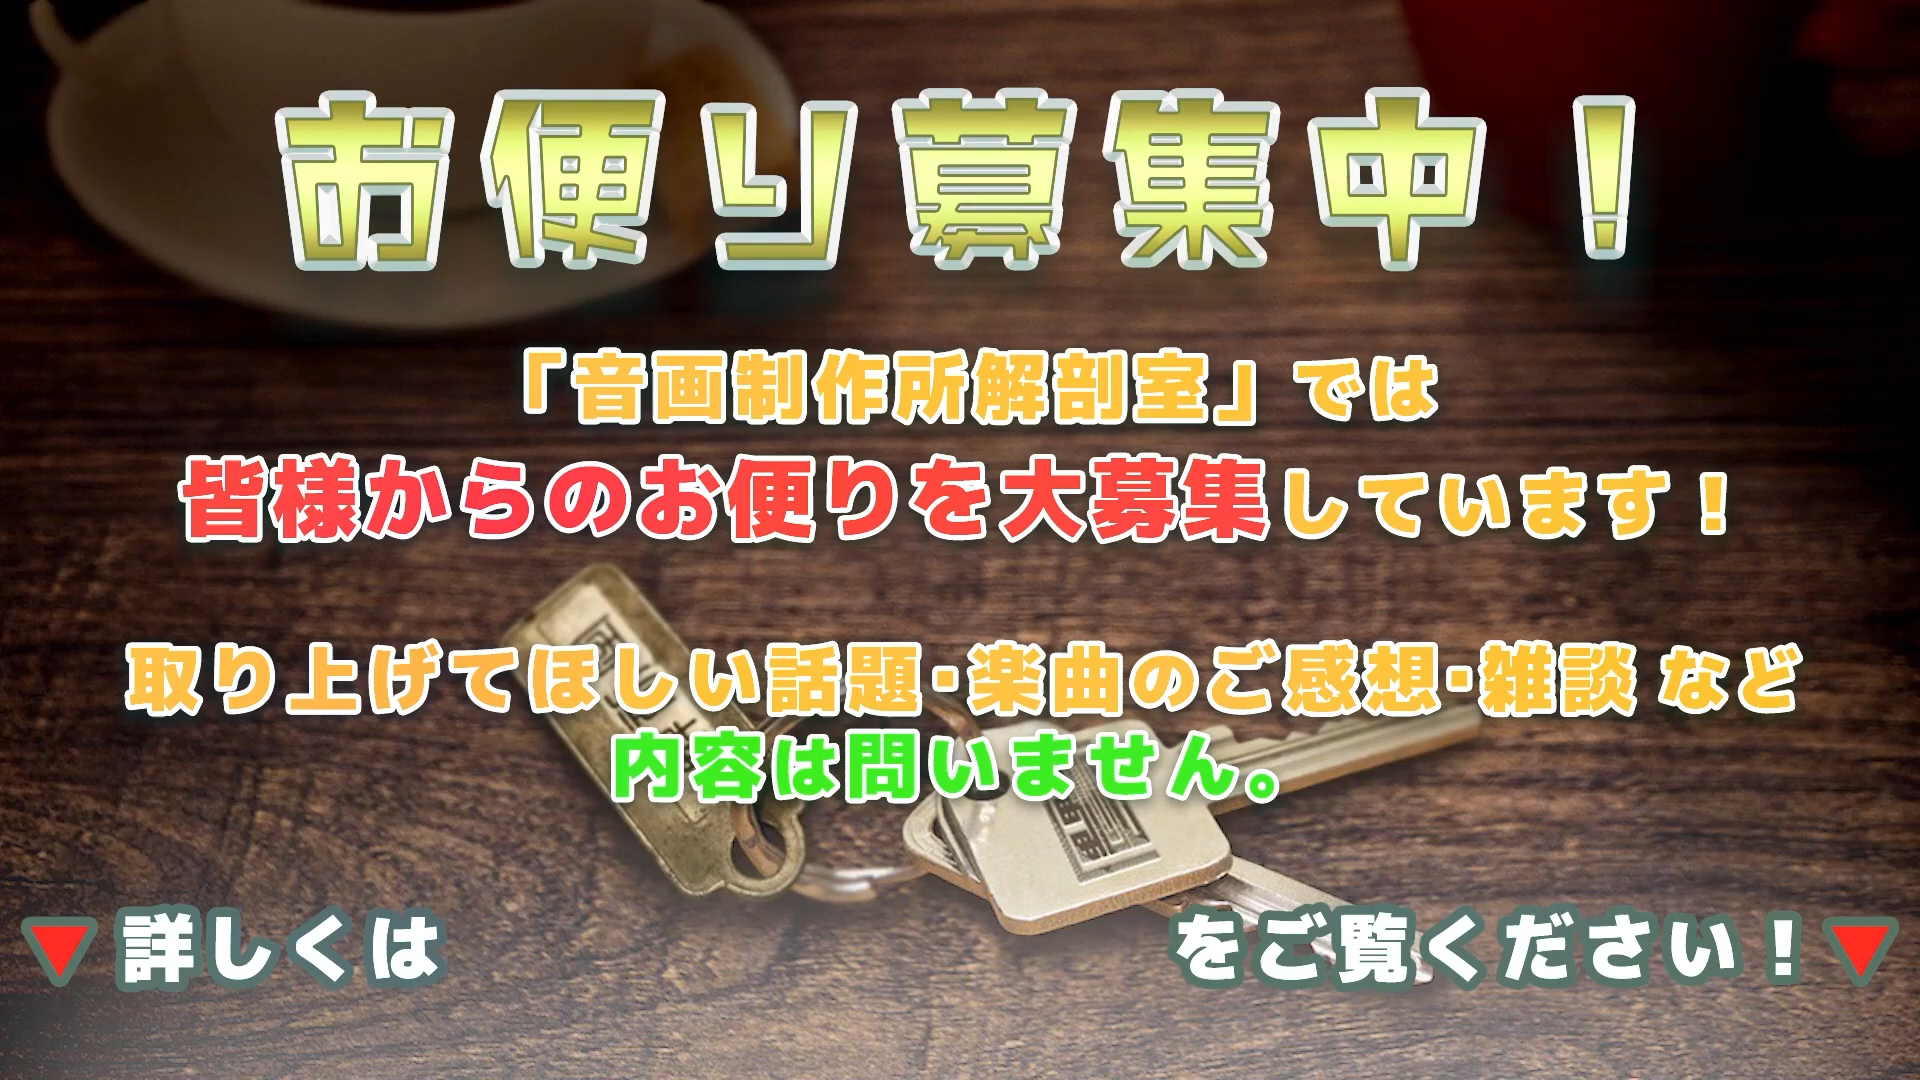 お便り募集中！
「音画制作所解剖室」では
皆様からのお便りを大募集しています！
取り上げてほしい話題･楽曲のご感想･雑談 など
内容は問いません。
▼詳しくは
をご覧ください！▼